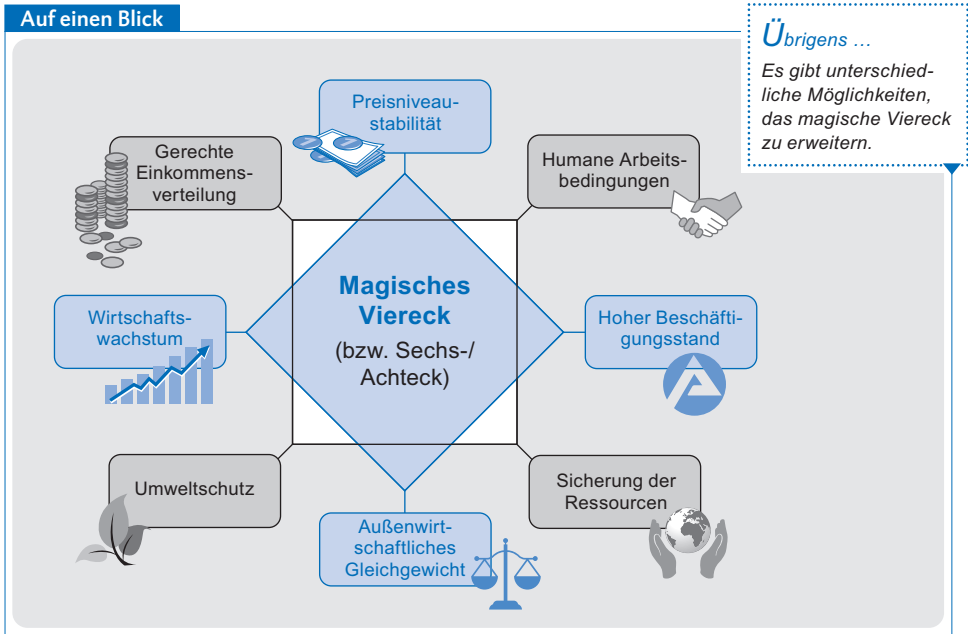 Auf einen Blick
Übrigens …
Es gibt unterschied-
liche Möglichkeiten,
das magische Viereck
zu erweitern.
Preisniveau-
stabilität
Gerechte
Einkommens-
verteilung
Humane Arbeits-
bedingungen
Wirtschafts-
wachstum
Magisches
Viereck
(bzw. Sechs-/
Achteck)
Hoher Beschäfti-
gungsstand
Umweltschutz
Außenwirt-
schaftliches
Gleichgewicht
Sicherung der
Ressourcen